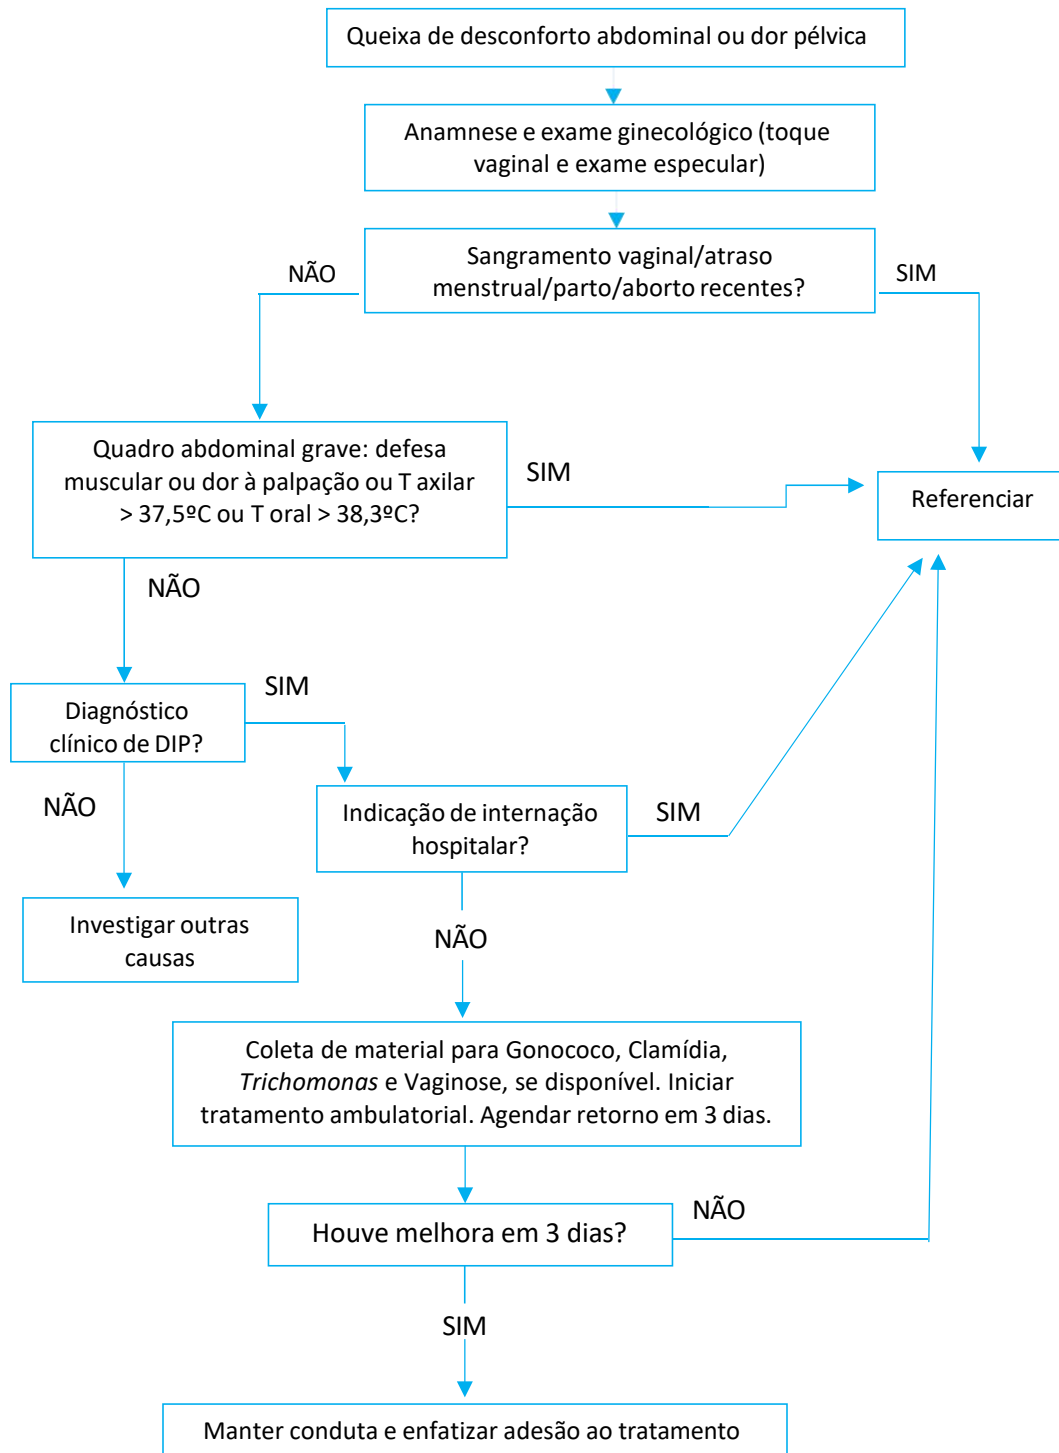 Queixa de desconforto abdominal ou dor pélvica
Anamnese e exame ginecológico (toque
vaginal e exame especular)
Sangramento vaginal/atraso
menstrual/parto/aborto recentes?
NÃO
SIM
Quadro abdominal grave: defesa
muscular ou dor à palpação ou T axilar
> 37,5ºC ou T oral > 38,3ºC?
SIM
Referenciar
NÃO
Diagnóstico
clínico de DIP?
SIM
NÃO
Indicação de internação
hospitalar?
SIM
Investigar outras
causas
NÃO
Coleta de material para Gonococo, Clamídia,
Trichomonas e Vaginose, se disponível. Iniciar
tratamento ambulatorial. Agendar retorno em 3 dias.
Houve melhora em 3 dias?
NÃO
SIM
Manter conduta e enfatizar adesão ao tratamento